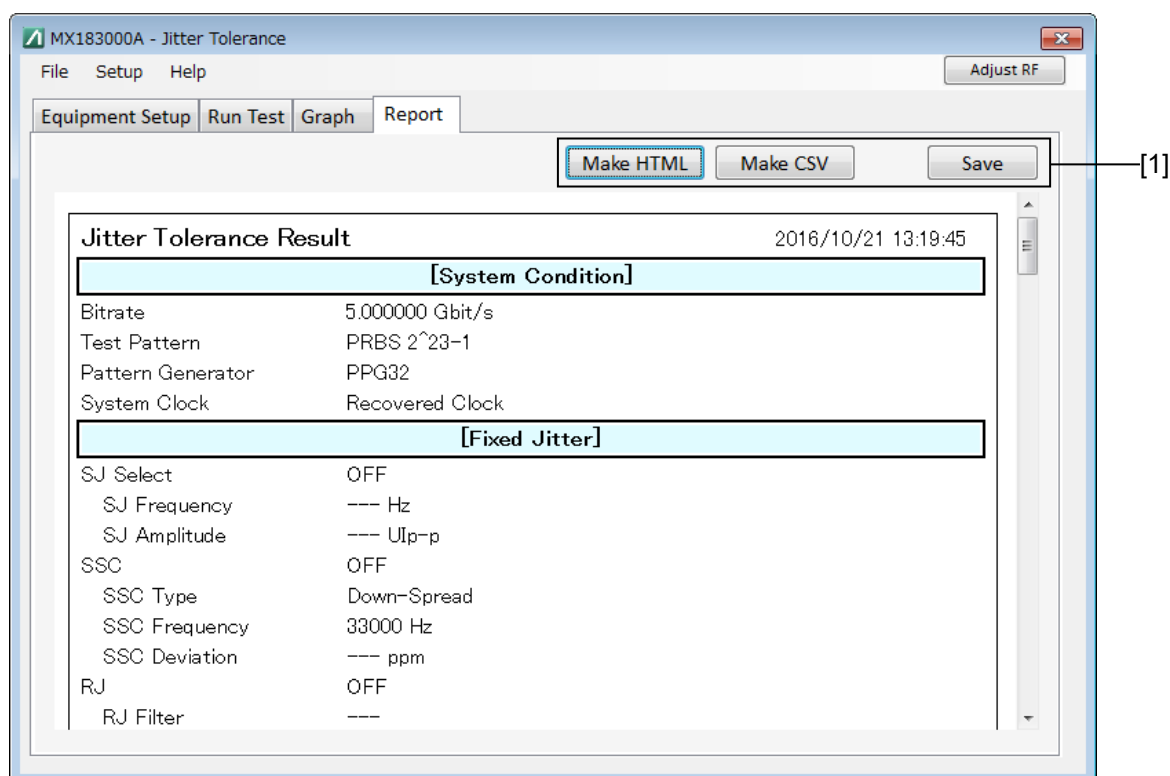 MX183000A - Jitter Tolerance
File Setup Help Adjust RF
Equipment Setup Run Test Graph Report
Make HTML Make CSV Save [1]
Jitter Tolerance Result 2016/10/21 13:19:45
[System Condition]
Bitrate 5.000000 Gbit/s
Test Pattern PRBS 2^23-1
Pattern Generator PPG32
System Clock Recovered Clock
[Fixed Jitter]
SJ Select OFF
SJ Frequency --- Hz
SJ Amplitude --- UIp-p
SSC OFF
SSC Type Down-Spread
SSC Frequency 33000 Hz
SSC Deviation --- ppm
RJ OFF
RJ Filter ---